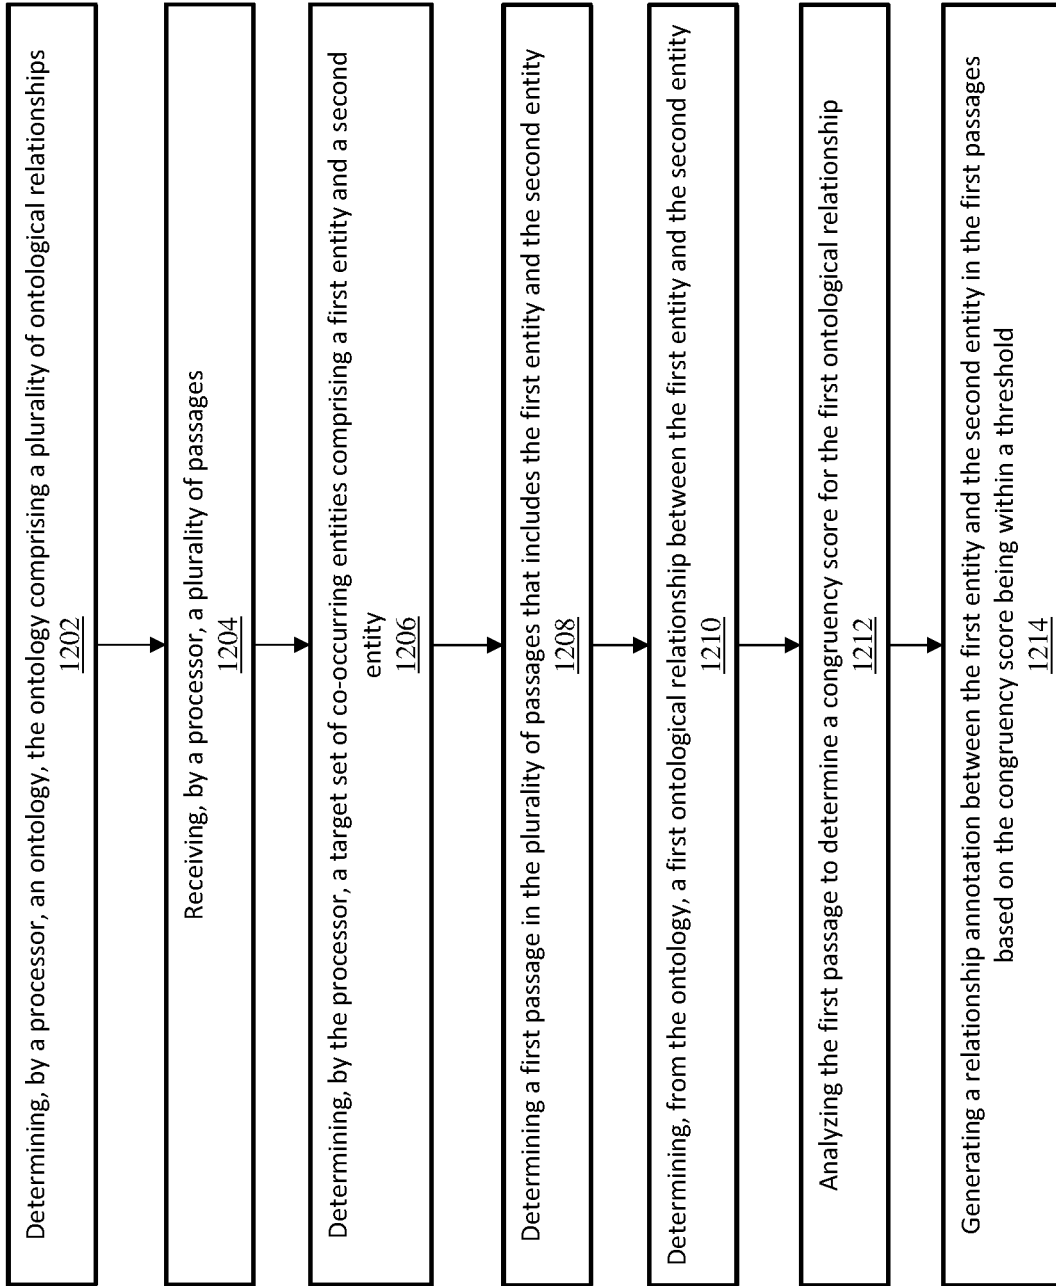 Determining, by a processor, an ontology, the ontology comprising a plurality of ontological relationships
1202
Receiving, by a processor, a plurality of passages
1204
Determining, by the processor, a target set of co-occurring entities comprising a first entity and a second
entity
1206
Determining a first passage in the plurality of passages that includes the first entity and the second entity
1208
Determining, from the ontology, a first ontological relationship between the first entity and the second entity
1210
Analyzing the first passage to determine a congruency score for the first ontological relationship
1212
Generating a relationship annotation between the first entity and the second entity in the first passages
based on the congruency score being within a threshold
1214